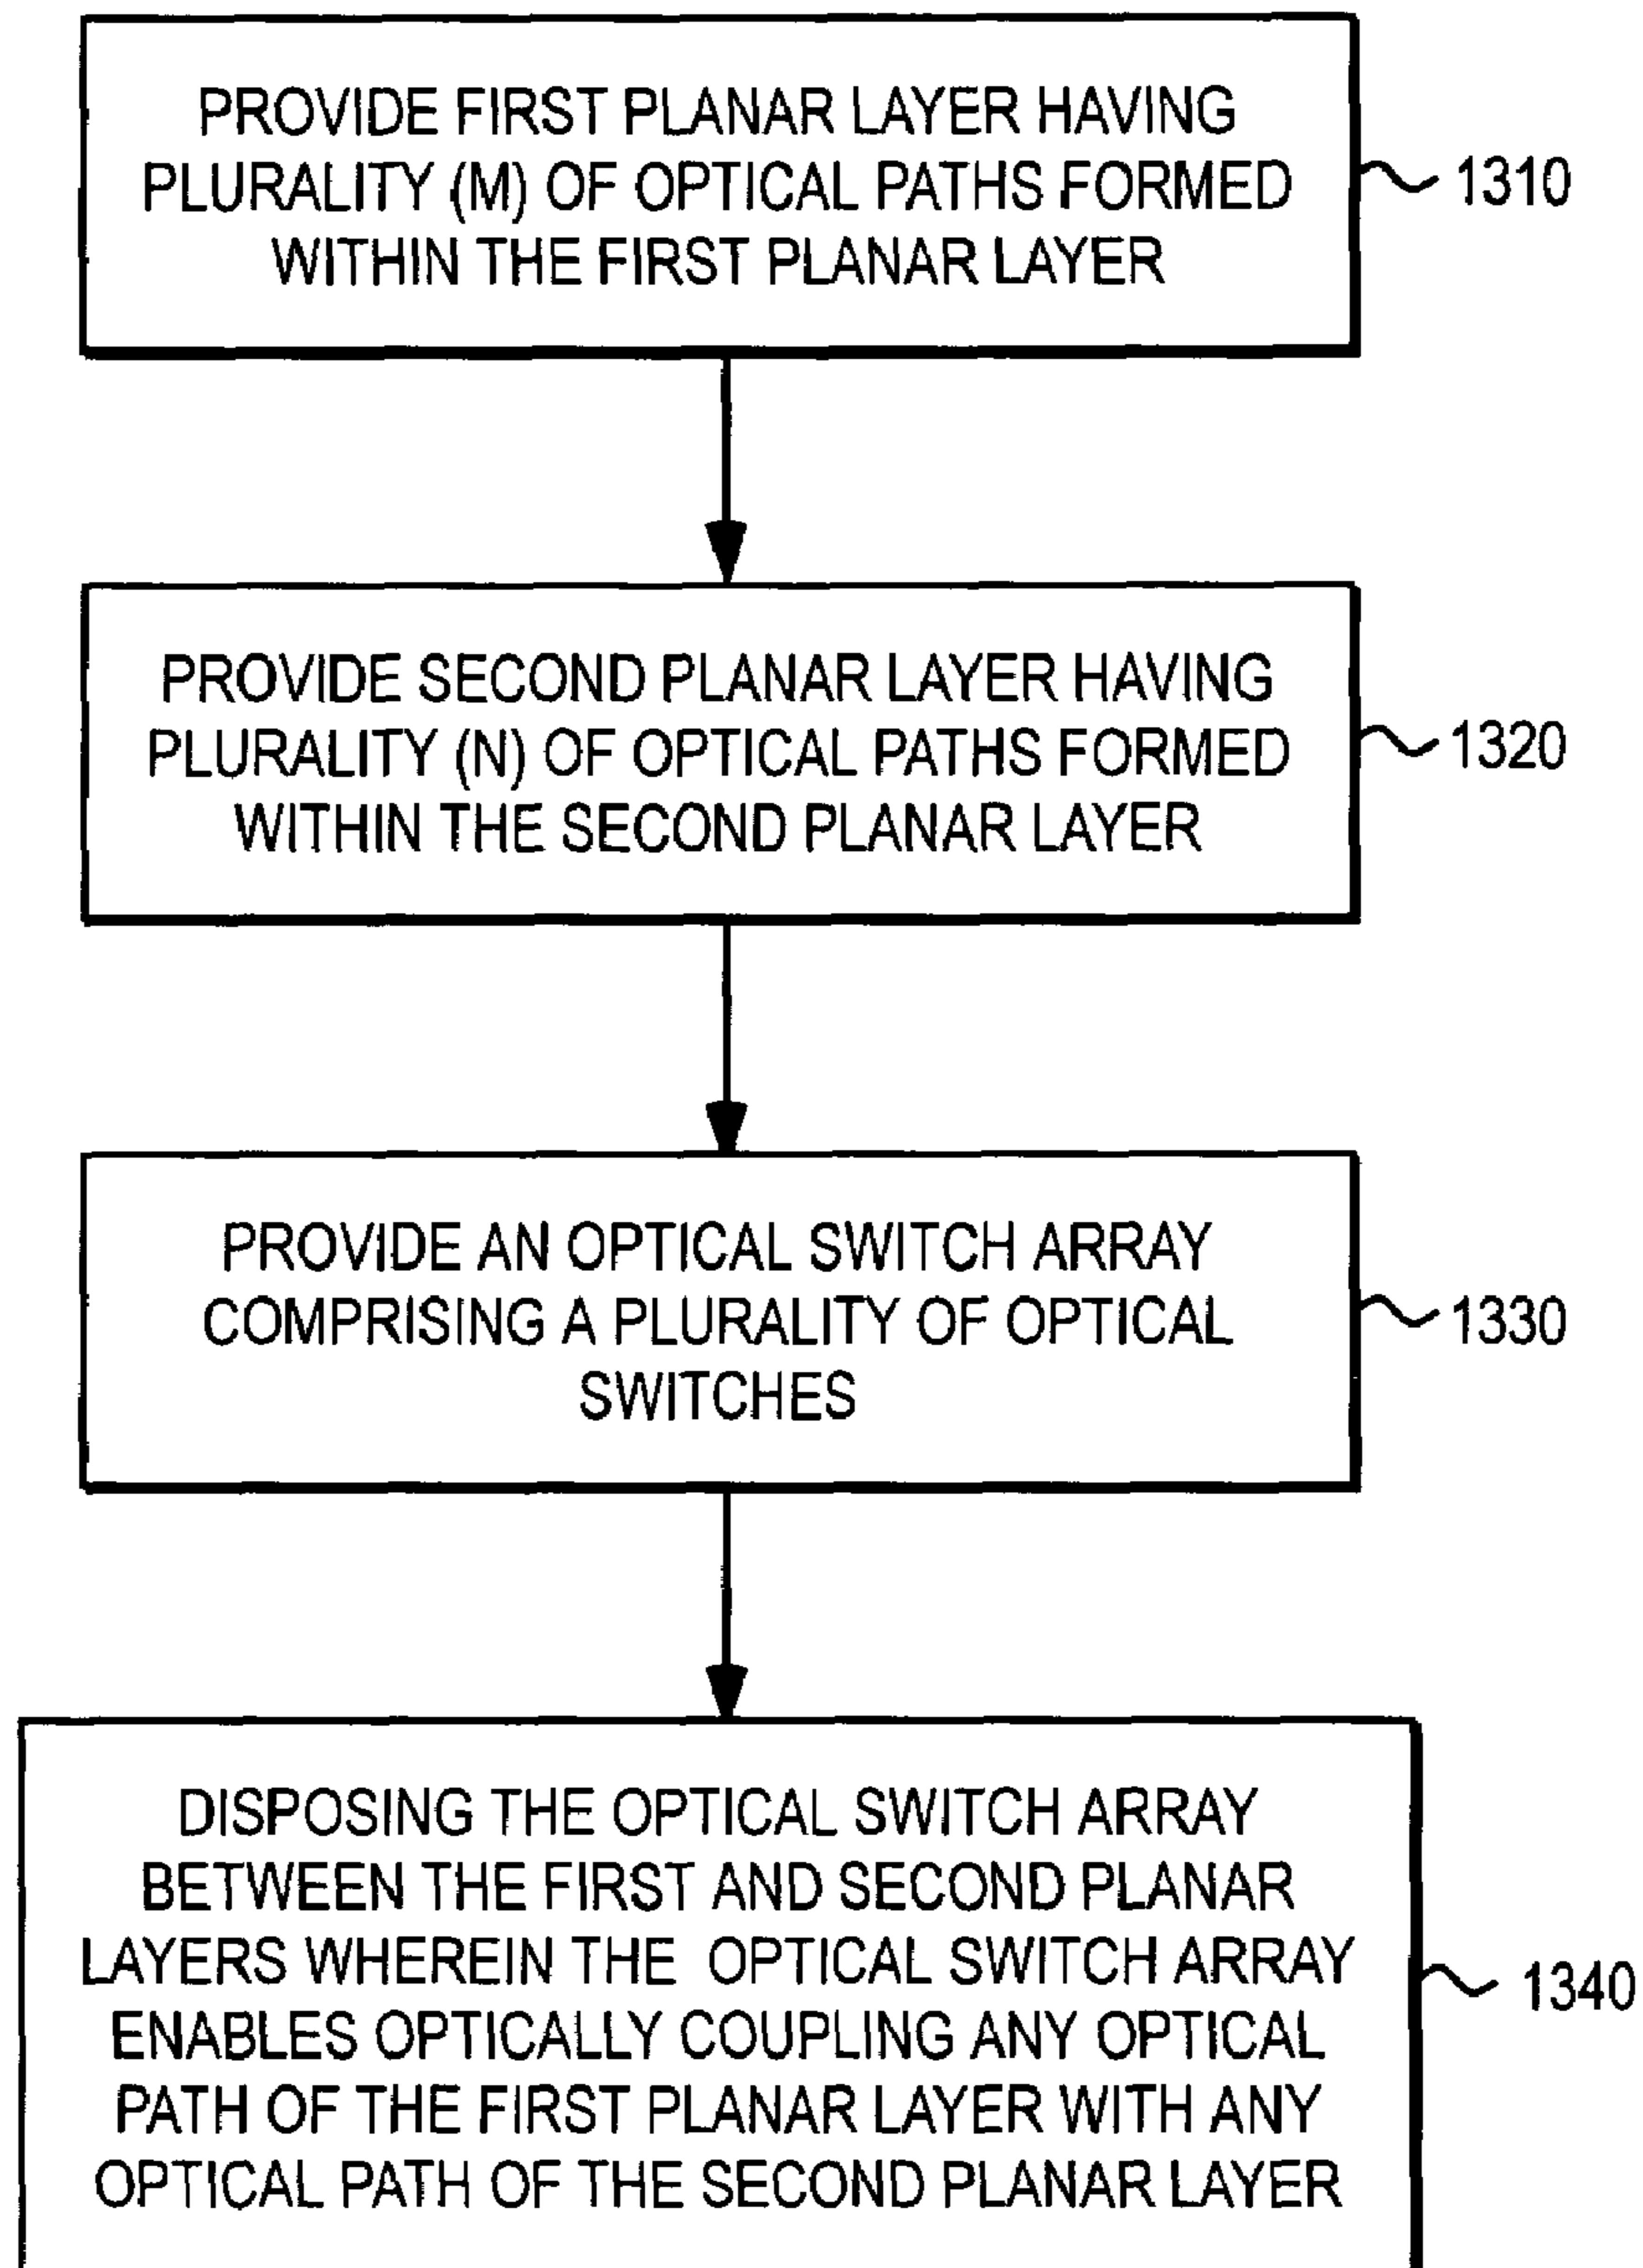 PROVIDE FIRST PLANAR LAYER HAVING
PLURALITY (M) OF OPTICAL PATHS FORMED
WITHIN THE FIRST PLANAR LAYER
1310
PROVIDE SECOND PLANAR LAYER HAVING
PLURALITY (N) OF OPTICAL PATHS FORMED
WITHIN THE SECOND PLANAR LAYER
1320
PROVIDE AN OPTICAL SWITCH ARRAY
COMPRISING A PLURALITY OF OPTICAL
SWITCHES
1330
DISPOSING THE OPTICAL SWITCH ARRAY
BETWEEN THE FIRST AND SECOND PLANAR
LAYERS WHEREIN THE OPTICAL SWITCH ARRAY
ENABLES OPTICALLY COUPLING ANY OPTICAL
PATH OF THE FIRST PLANAR LAYER WITH ANY
OPTICAL PATH OF THE SECOND PLANAR LAYER
1340